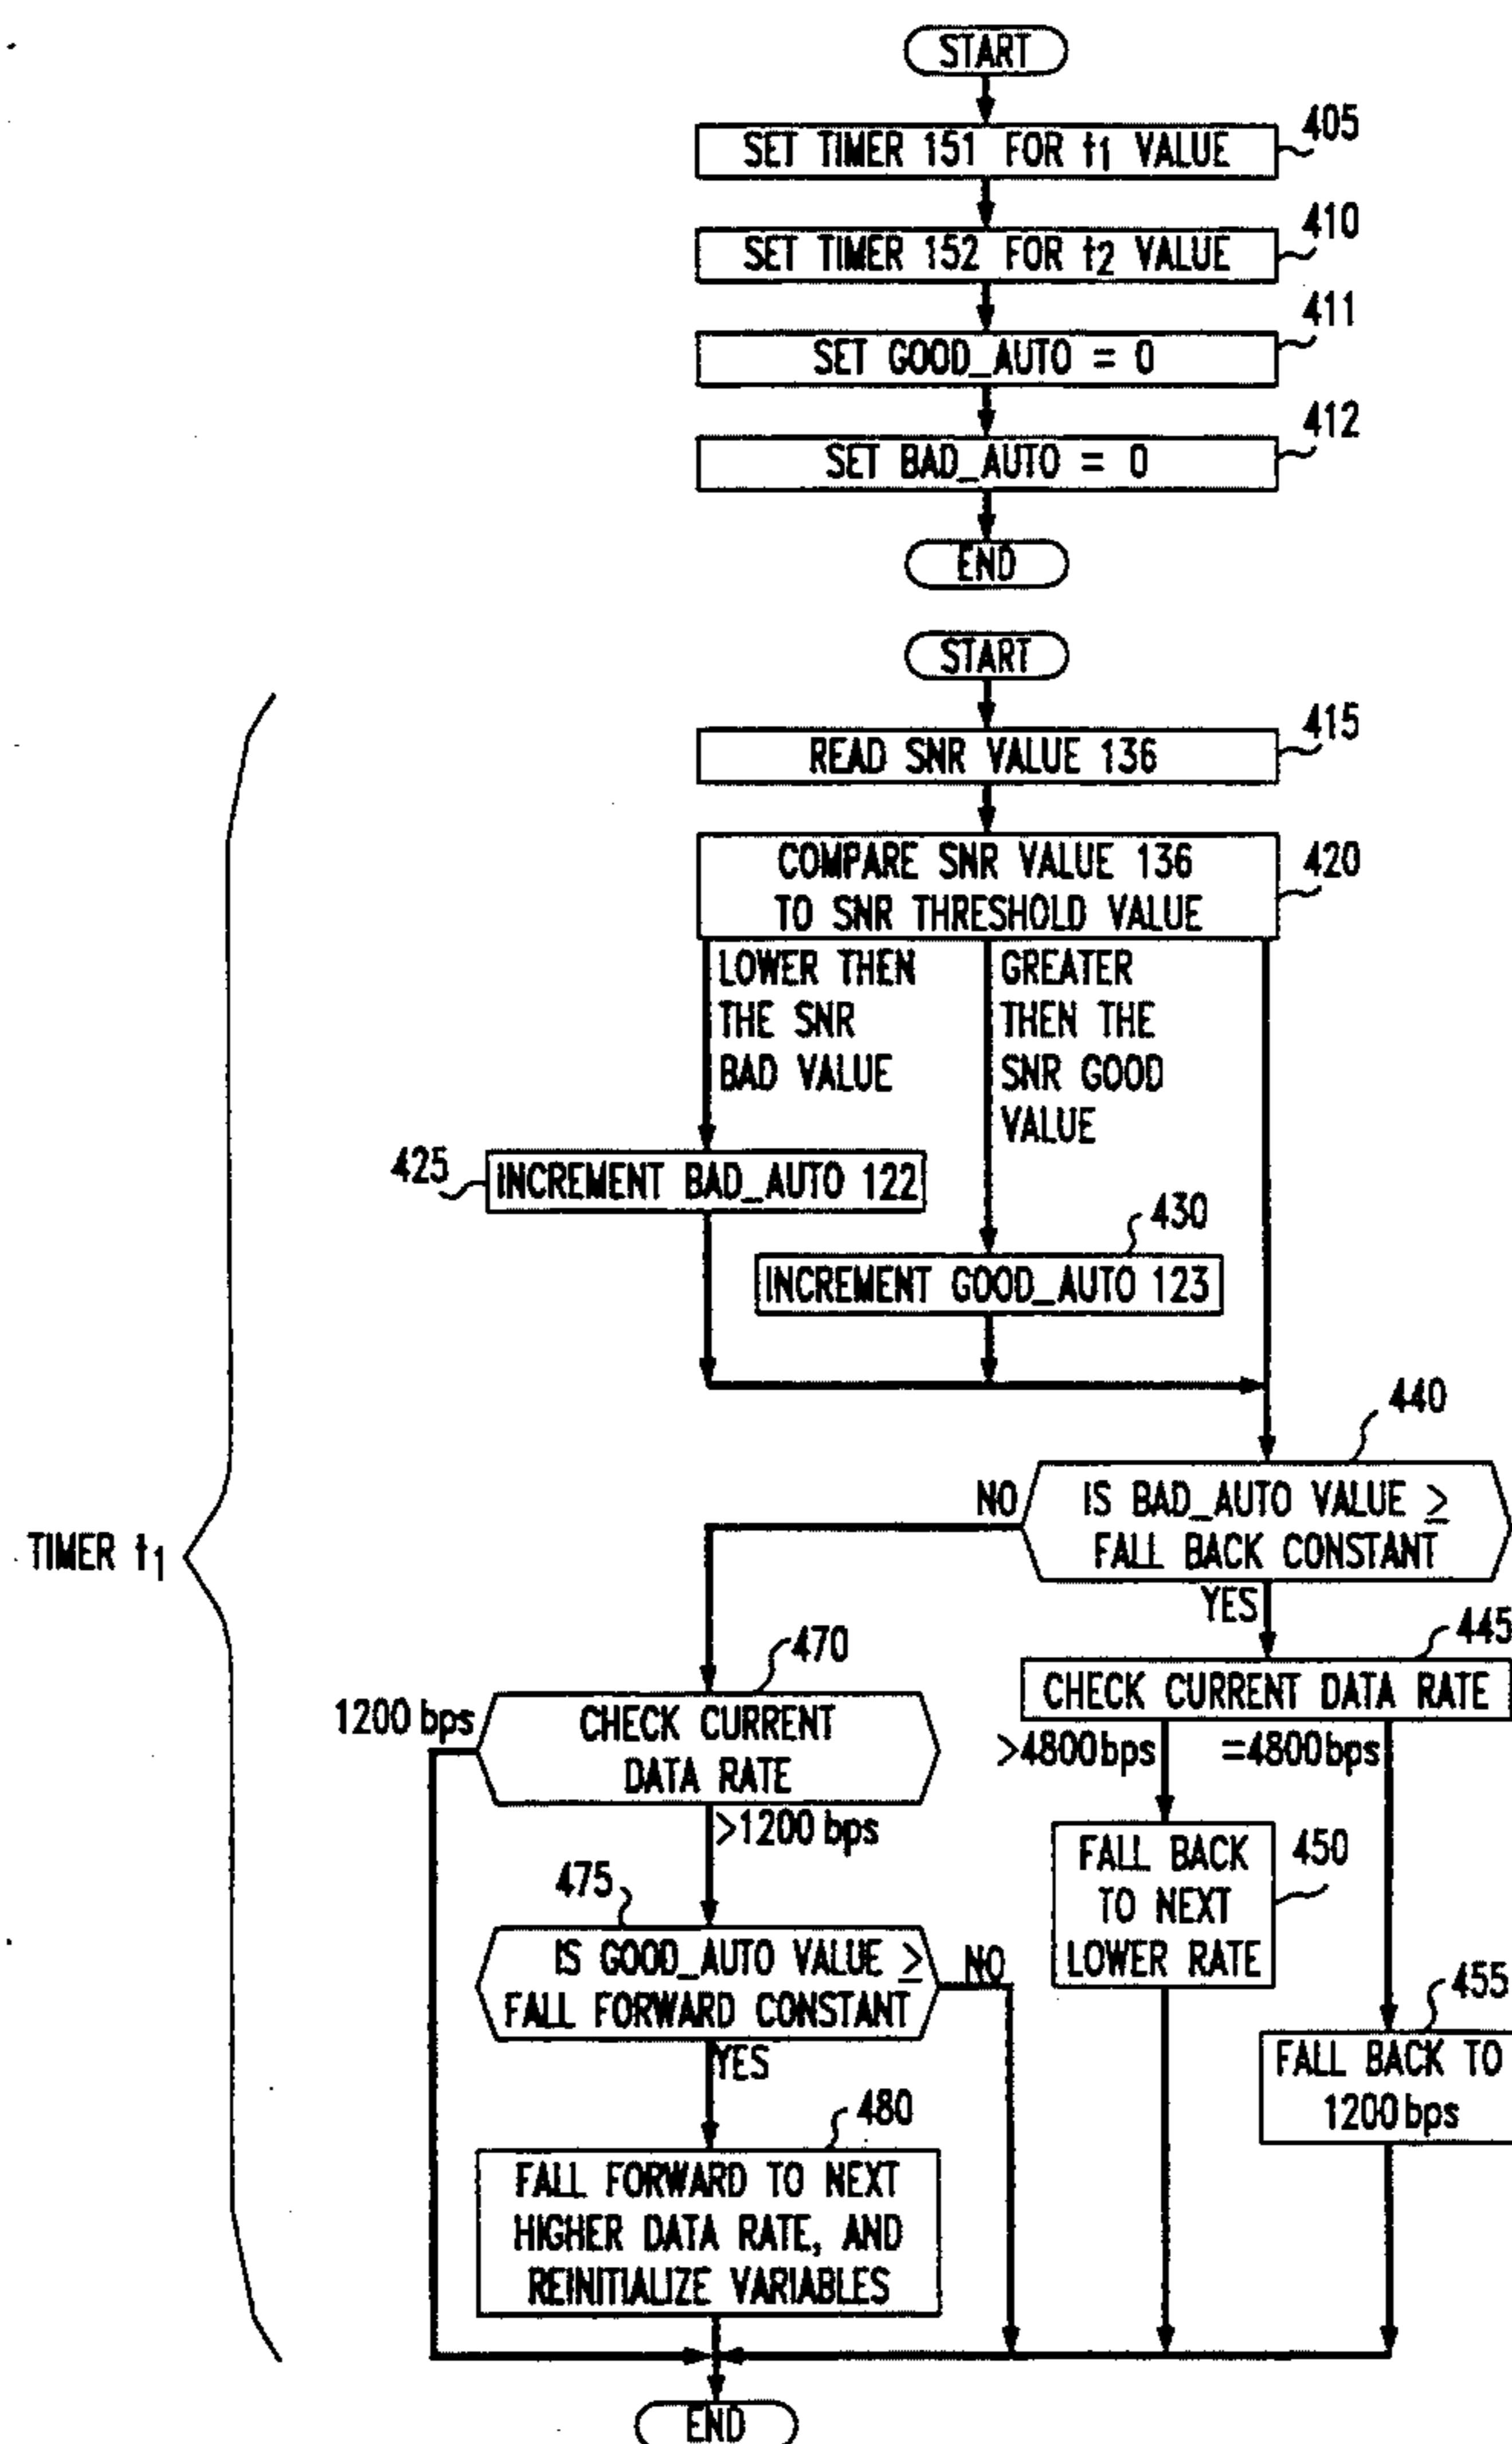 START
SET TIMER 151 FOR t1 VALUE
405
SET TIMER 152 FOR t2 VALUE
410
SET GOOD_AUTO = 0
411
SET BAD_AUTO = 0
412
END
START
READ SNR VALUE 136
415
COMPARE SNR VALUE 136
TO SNR THRESHOLD VALUE
420
LOWER THEN
THE SNR
BAD VALUE
GREATER
THEN THE
SNR GOOD
VALUE
425
INCREMENT BAD_AUTO 122
430
INCREMENT GOOD_AUTO 123
440
NO
IS BAD_AUTO VALUE ≥
FALL BACK CONSTANT
YES
TIMER t1
445
CHECK CURRENT DATA RATE
>4800bps
=4800bps
470
1200 bps
CHECK CURRENT
DATA RATE
>1200 bps
FALL BACK
TO NEXT
LOWER RATE
450
475
IS GOOD_AUTO VALUE ≥
FALL FORWARD CONSTANT
NO
YES
455
FALL BACK TO
1200bps
480
FALL FORWARD TO NEXT
HIGHER DATA RATE, AND
REINITIALIZE VARIABLES
END